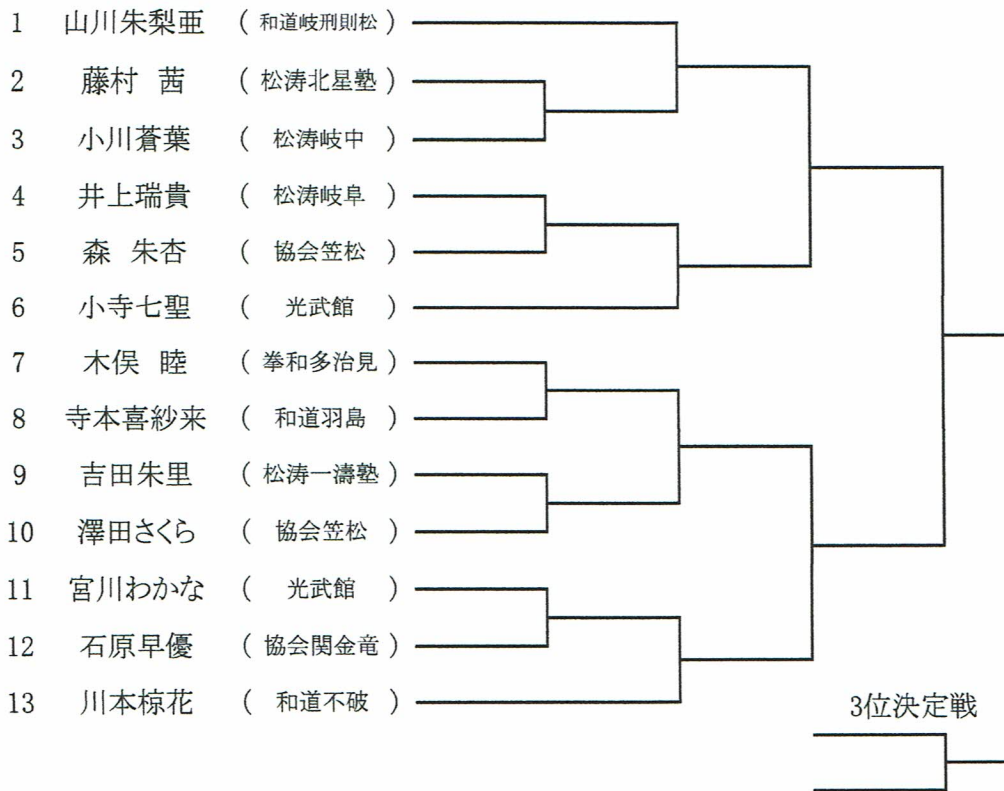 1 山川朱梨亜 ( 和道岐刑則松 )
2 藤村 茜 ( 松涛北星塾 )
3 小川蒼葉 ( 松涛岐中 )
4 井上瑞貴 ( 松涛岐阜 )
5 森 朱杏 ( 協会笠松 )
6 小寺七聖 ( 光武館 )
7 木俣 睦 ( 拳和多治見 )
8 寺本喜紗来 ( 和道羽島 )
9 吉田朱里 ( 松涛一濤塾 )
10 澤田さくら ( 協会笠松 )
11 宮川わかな ( 光武館 )
12 石原早優 ( 協会関金竜 )
13 川本椋花 ( 和道不破 )
3位決定戦